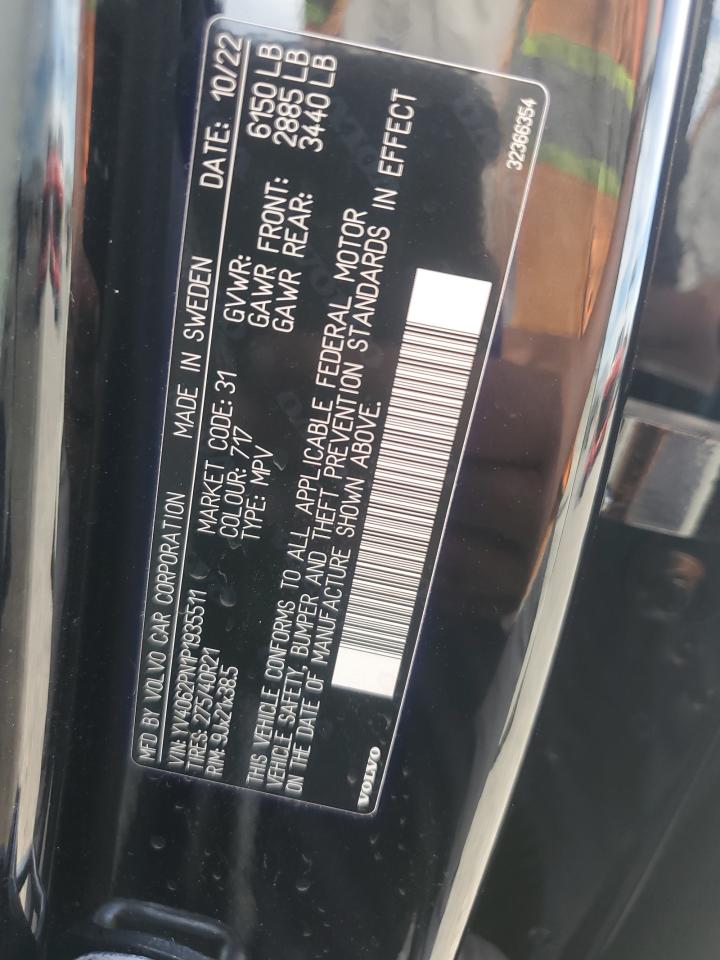 MFD BY VOLVO CAR CORPORATION MADE IN SWEDEN DATE: 10/22
VIN: YV4062PN1P1935511 MARKET CODE: 31 GVWR: 6150 LB
TIRES: 275/40R21 COLOUR: 717 GAWR FRONT: 2885 LB
RIM: 9Jx21x38.5 TYPE: MPV GAWR REAR: 3440 LB
THIS VEHICLE CONFORMS TO ALL APPLICABLE FEDERAL MOTOR
VEHICLE SAFETY, BUMPER AND THEFT PREVENTION STANDARDS IN EFFECT
ON THE DATE OF MANUFACTURE SHOWN ABOVE.
VOLVO
32366354